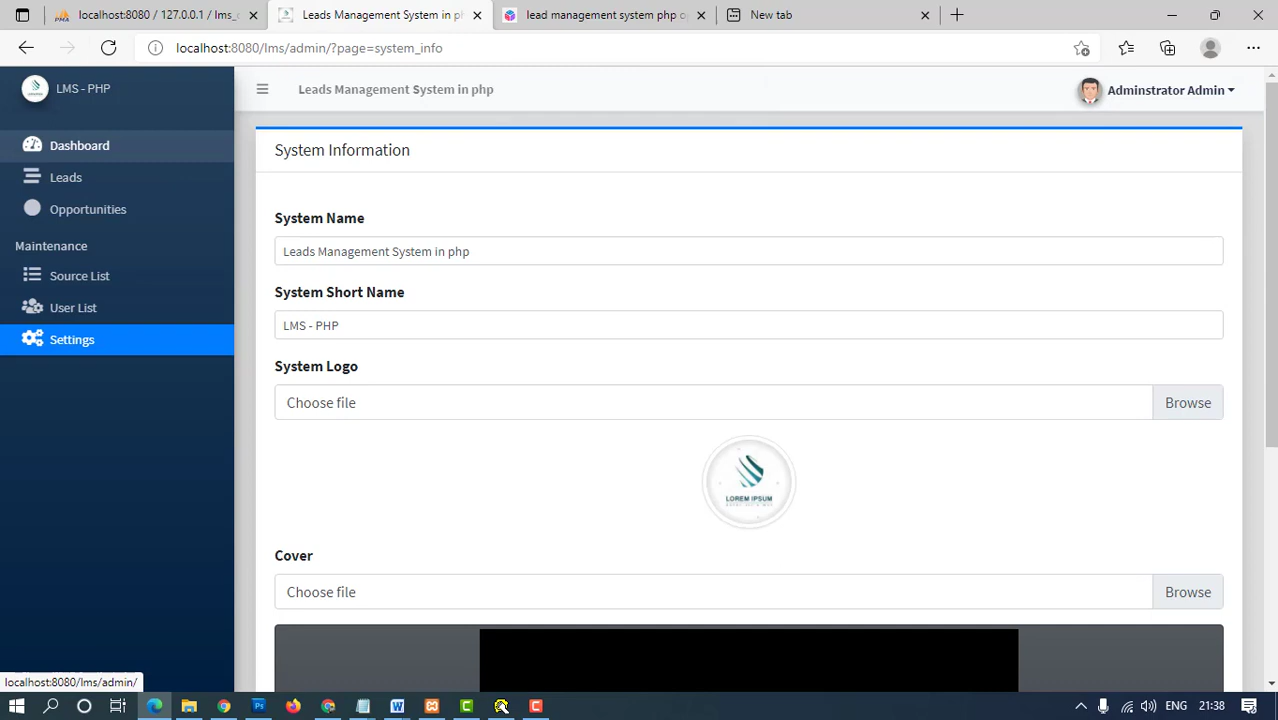 localhost:8080 / 127.0.0.1 / lms_
Leads Management System in ph
lead management system php
New tab
localhost:8080/lms/admin/?page=system_info
LMS - PHP
Leads Management System in php
Adminstrator Admin
Dashboard
Leads
Opportunities
Maintenance
Source List
User List
Settings
System Information
System Name
Leads Management System in php
System Short Name
LMS - PHP
System Logo
Choose file
Browse
LOREM IPSUM
Cover
Choose file
Browse
localhost:8080/lms/admin/
ENG
21:38